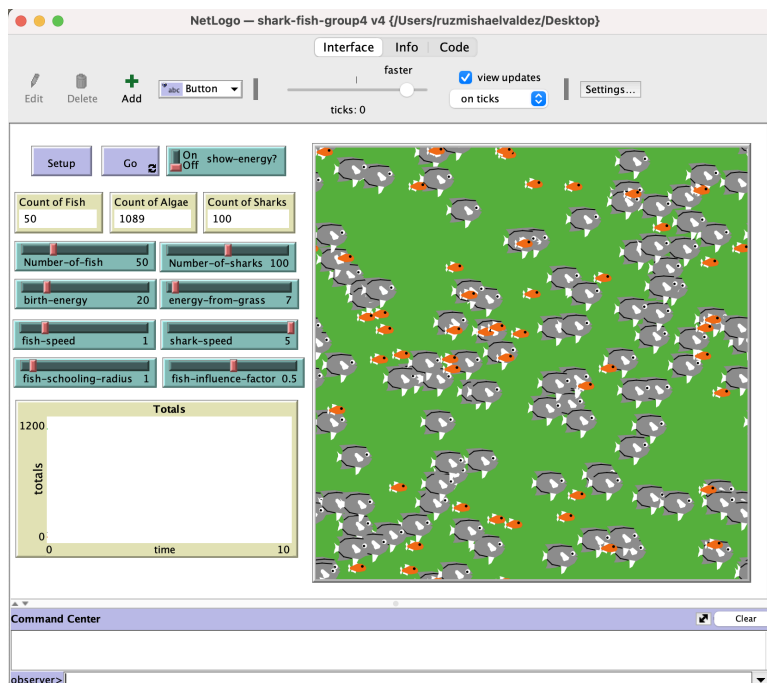 NetLogo — shark-fish-group4 v4 {/Users/ruzmishaelvaldez/Desktop}
Interface Info Code
Edit Delete Add abc Button
faster
ticks: 0
view updates
on ticks
Settings...
Setup Go On Off show-energy?
Count of Fish Count of Algae Count of Sharks
50 1089 100
Number-of-fish 50 Number-of-sharks 100
birth-energy 20 energy-from-grass 7
fish-speed 1 shark-speed 5
fish-schooling-radius 1 fish-influence-factor 0.5
Totals
1200
totals
0
0 time 10
Command Center Clear
observer>